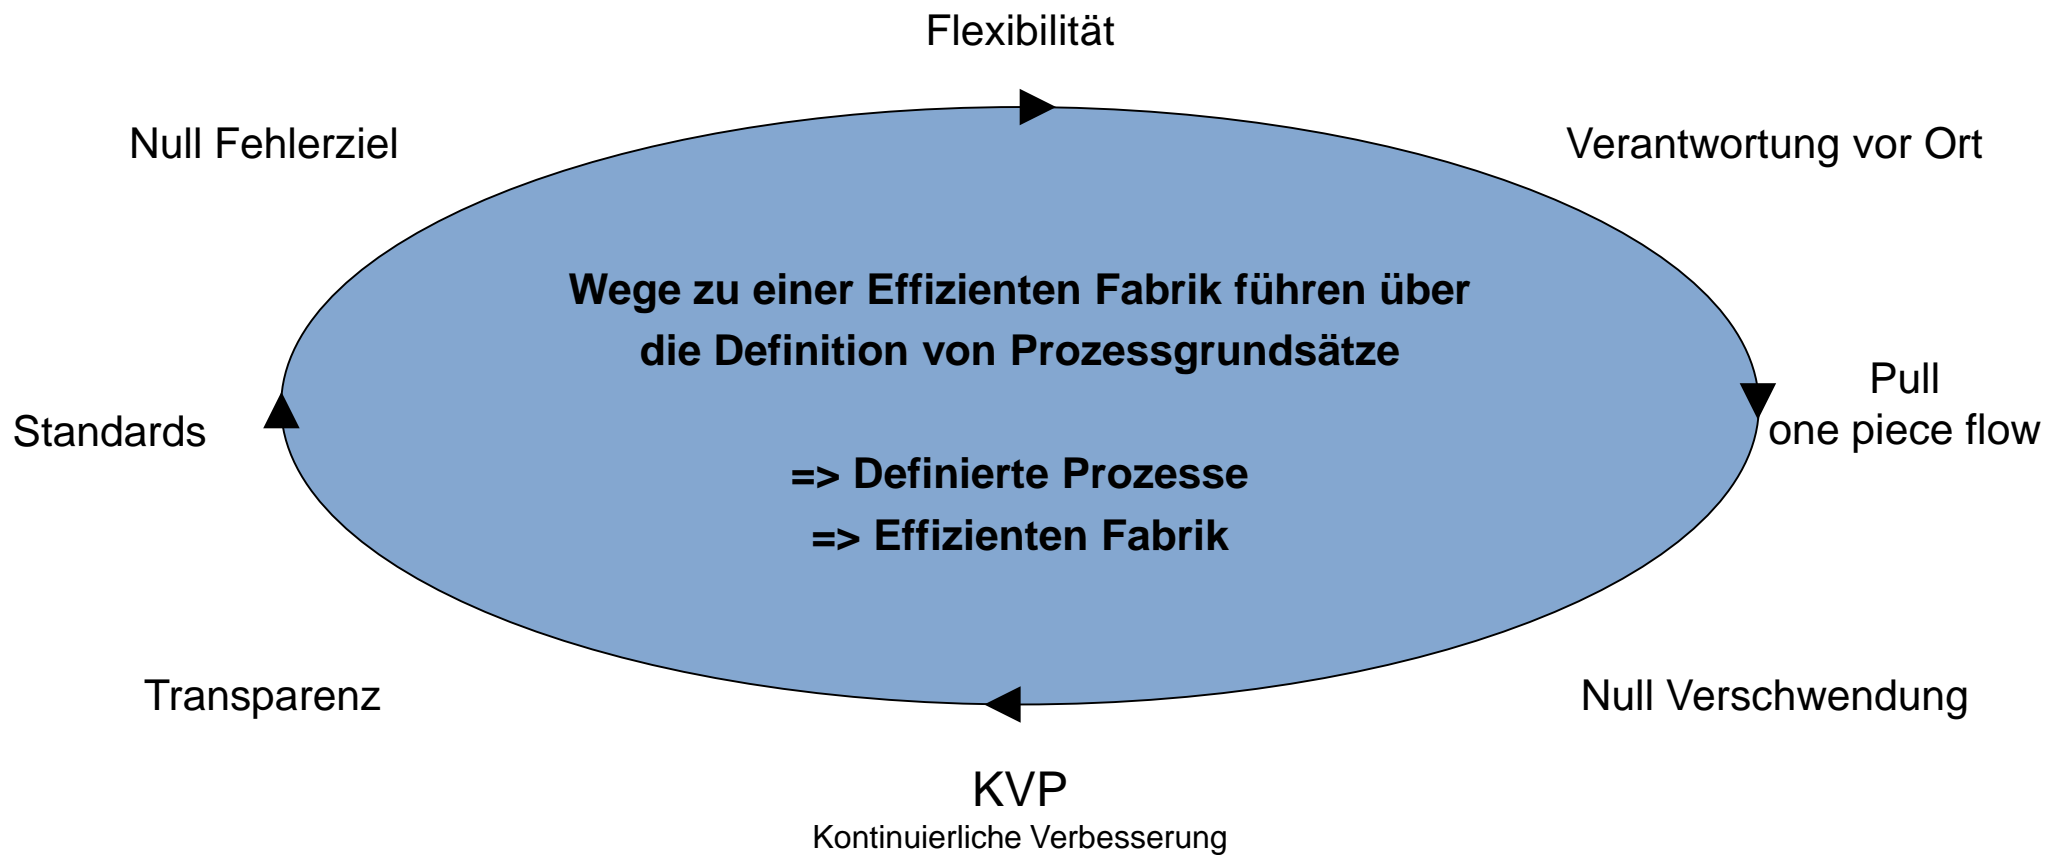 Flexibilität
Null Fehlerziel
Verantwortung vor Ort
Wege zu einer Effizienten Fabrik führen über
die Definition von Prozessgrundsätze
Pull
one piece flow
Standards
=> Definierte Prozesse
=> Effizienten Fabrik
Transparenz
Null Verschwendung
KVP
Kontinuierliche Verbesserung